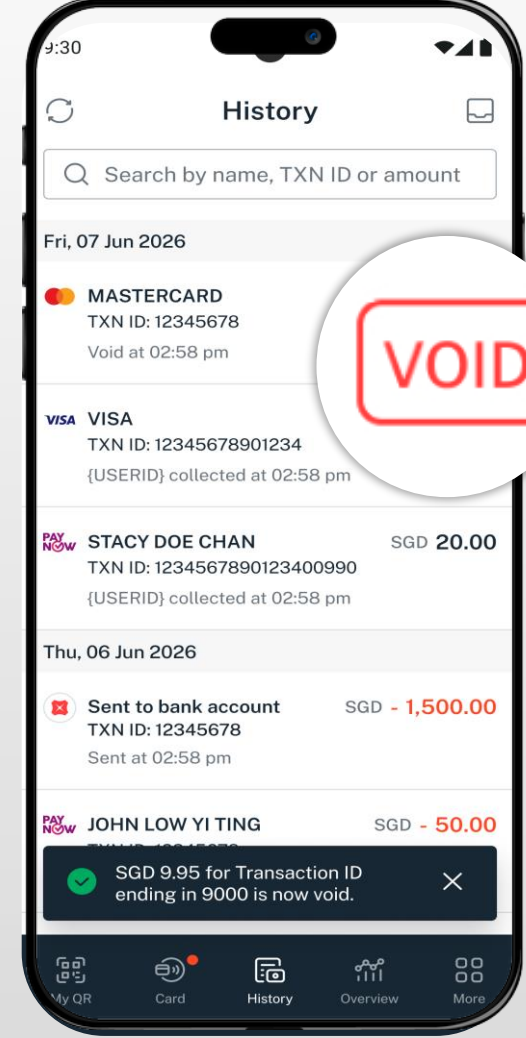 9:30
History
Search by name, TXN ID or amount
Fri, 07 Jun 2026
MASTERCARD
TXN ID: 12345678
Void at 02:58 pm
VOID
VISA VISA
TXN ID: 12345678901234
{USERID} collected at 02:58 pm
PAY NOW STACY DOE CHAN SGD 20.00
TXN ID: 1234567890123400990
{USERID} collected at 02:58 pm
Thu, 06 Jun 2026
Sent to bank account SGD - 1,500.00
TXN ID: 12345678
Sent at 02:58 pm
PAY NOW JOHN LOW YI TING SGD - 50.00
SGD 9.95 for Transaction ID
ending in 9000 is now void.
My QR Card History Overview More